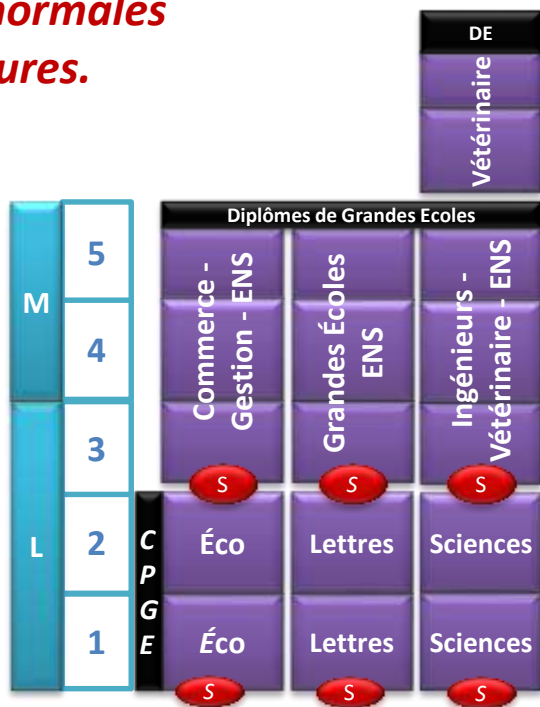 normales
ures.
DE
Vétérinaire
Diplômes de Grandes Ecoles
M
5
4
3
Commerce -
Gestion - ENS
Grandes Écoles
ENS
Ingénieurs -
Vétérinaire - ENS
S
S
S
L
2
1
C
P
G
E
Éco
Lettres
Sciences
Éco
Lettres
Sciences
S
S
S